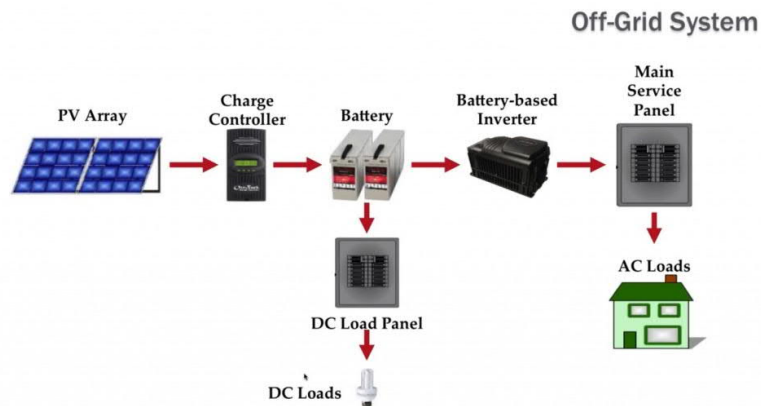 Off-Grid System
PV Array
Charge
Controller
Battery
Battery-based
Inverter
Main
Service
Panel
DC Load Panel
AC Loads
DC Loads